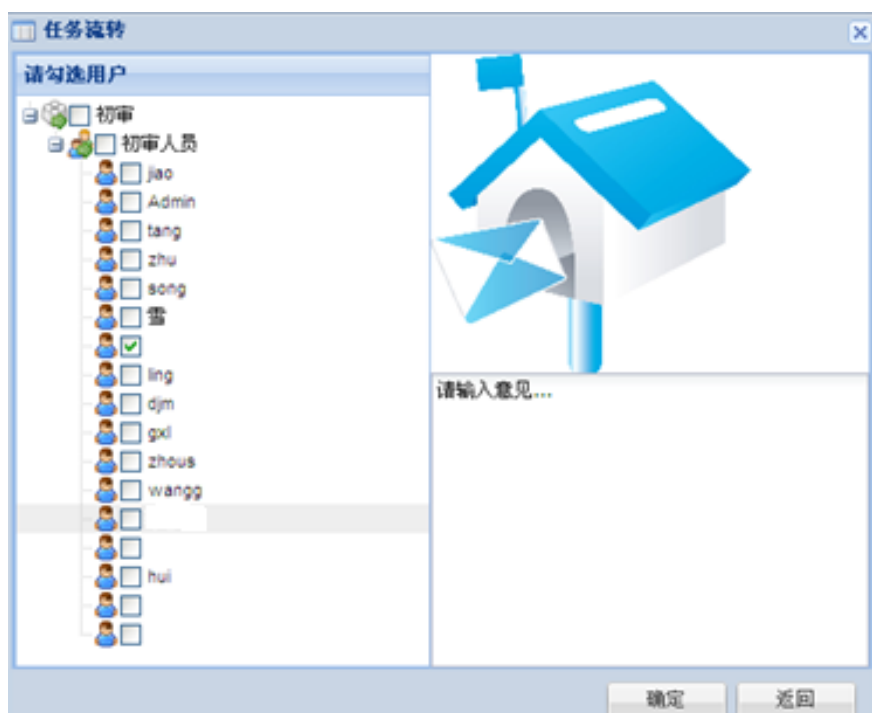 任务流转
请勾选用户
初审
初审人员
jiao
Admin
tang
zhu
song
雪
ling
djm
gxl
zhous
wangg
hui
请输入意见...
确定
返回